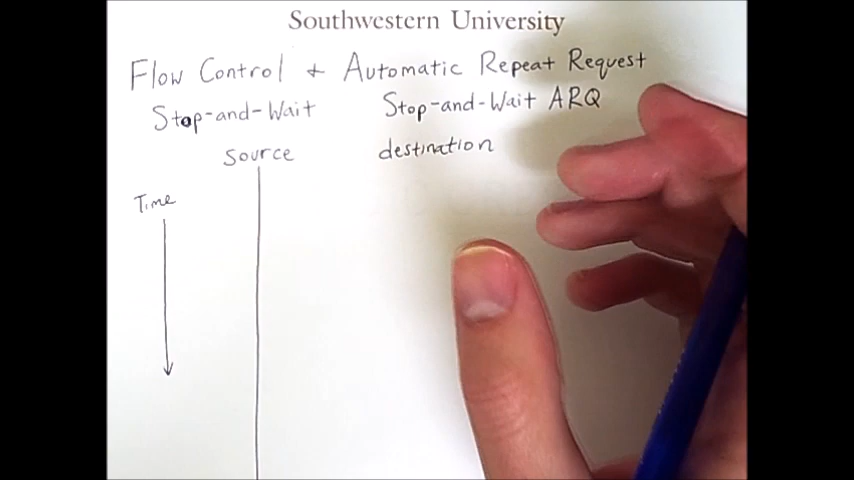 Southwestern University
Flow Control + Automatic Repeat Request
Stop-and-Wait Stop-and-Wait ARQ
source destination
Time